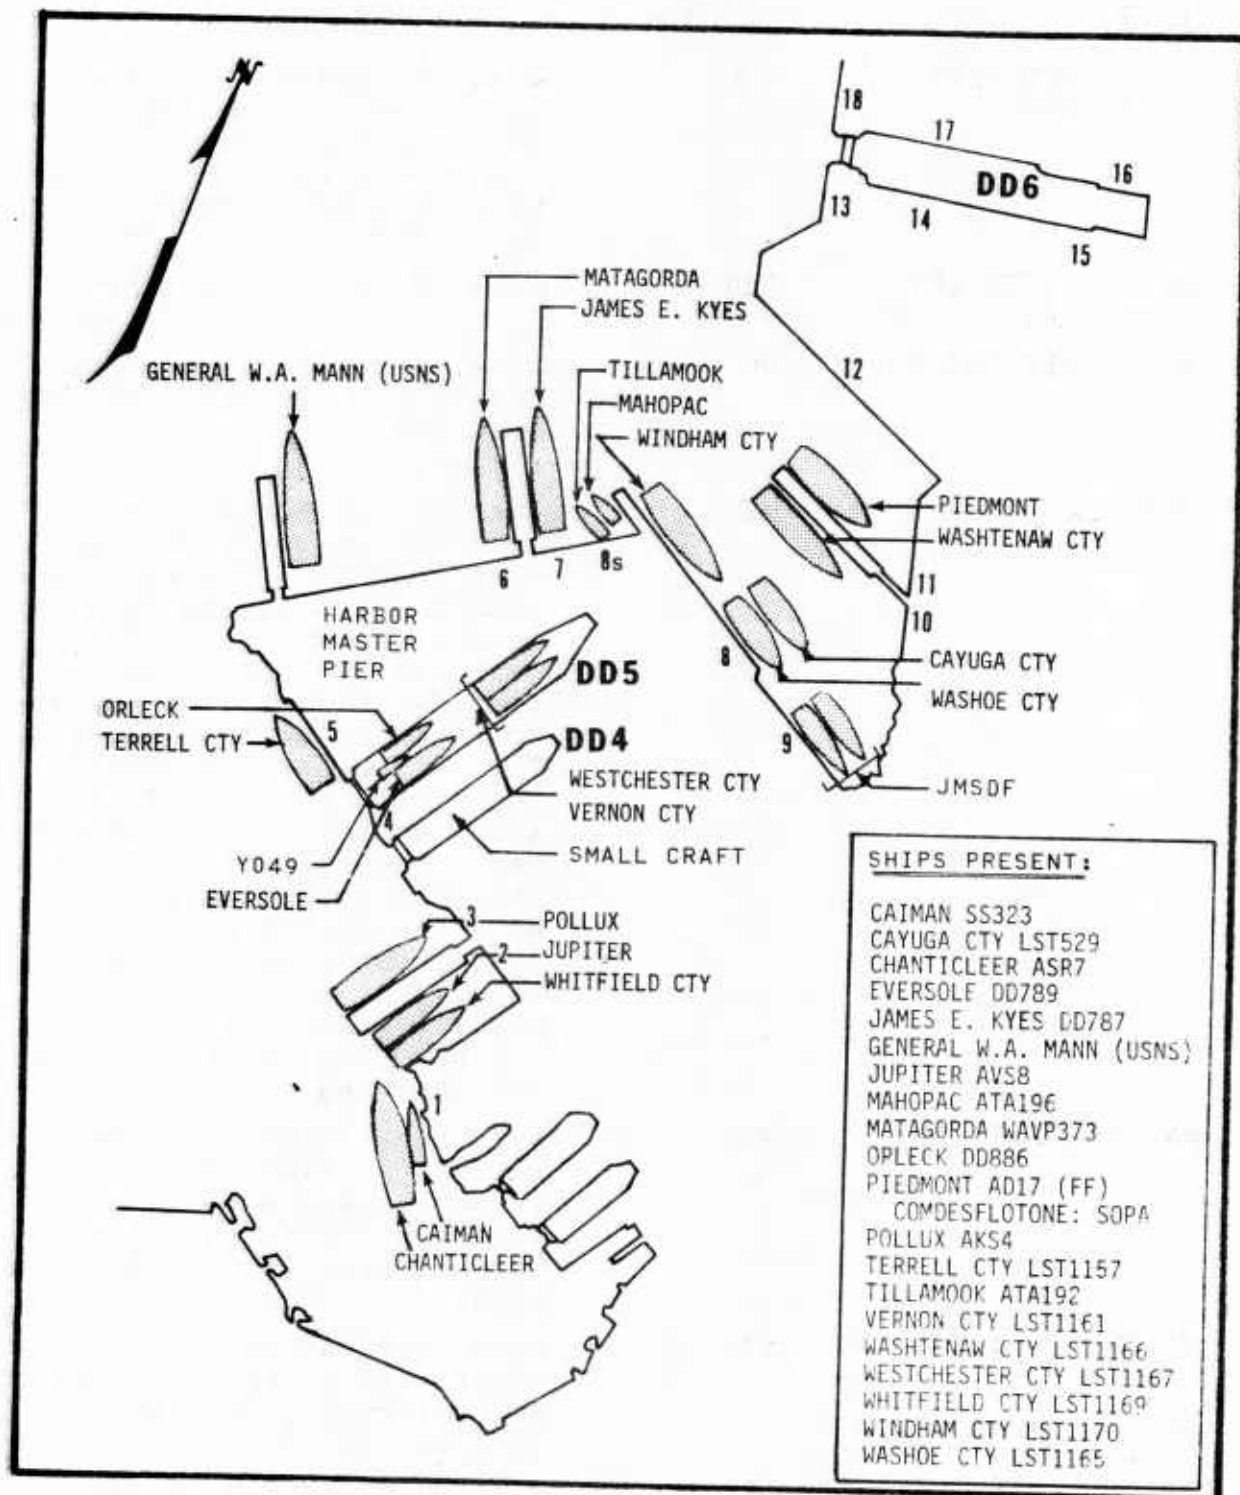 N
18
17
16
DD6
13
14
15
MATAGORDA
JAMES E. KYES
12
GENERAL W.A. MANN (USNS)
TILLAMOOK
MAHOPAC
WINDHAM CTY
PIEDMONT
WASHTENAW CTY
6
7
8s
11
10
HARBOR
MASTER
PIER
DD5
8
CAYUGA CTY
WASHOE CTY
ORLECK
TERRELL CTY
5
DD4
9
WESTCHESTER CTY
VERNON CTY
JMSDF
4
SMALL CRAFT
YO49
EVERSOLE
3
POLLUX
2
JUPITER
WHITFIELD CTY
1
CAIMAN
CHANTICLEER
SHIPS PRESENT:
CAIMAN SS323
CAYUGA CTY LST529
CHANTICLEER ASR7
EVERSOLE DD789
JAMES E. KYES DD787
GENERAL W.A. MANN (USNS)
JUPITER AVS8
MAHOPAC ATA196
MATAGORDA WAVP373
OPLECK DD886
PIEDMONT AD17 (FF)
COMDESFLOTONE: SOPA
POLLUX AKS4
TERRELL CTY LST1157
TILLAMOOK ATA192
VERNON CTY LST1161
WASHTENAW CTY LST1166
WESTCHESTER CTY LST1167
WHITFIELD CTY LST1169
WINDHAM CTY LST1170
WASHOE CTY LST1165